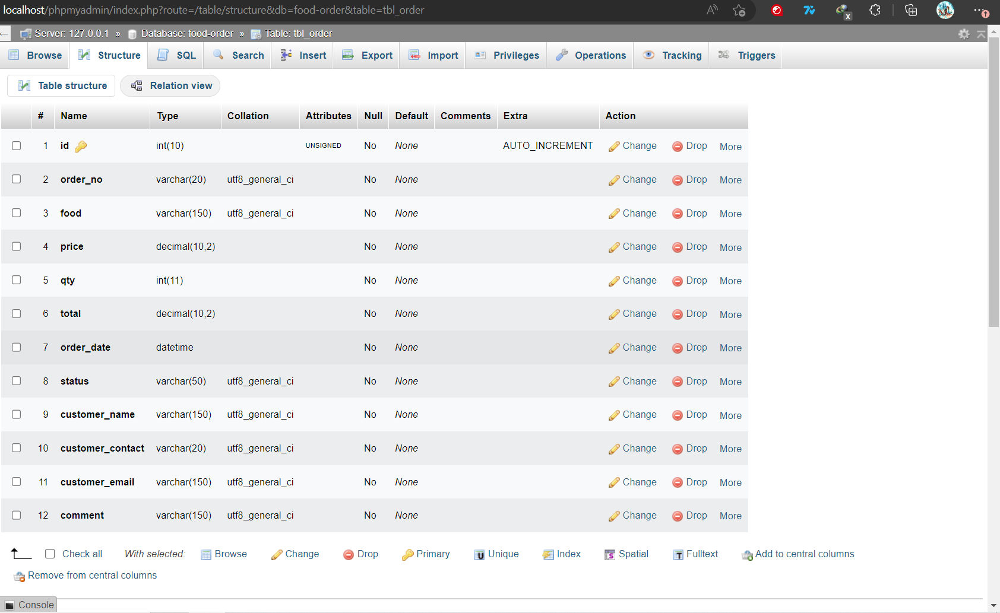 localhost/phpmyadmin/index.php?route=/table/structure&db=food-order&table=tbl_order
Server: 127.0.0.1 » Database: food-order » Table: tbl_order
Browse Structure SQL Search Insert Export Import Privileges Operations Tracking Triggers
Table structure Relation view
# Name Type Collation Attributes Null Default Comments Extra Action
1 id int(10) UNSIGNED No None AUTO_INCREMENT Change Drop More
2 order_no varchar(20) utf8_general_ci No None Change Drop More
3 food varchar(150) utf8_general_ci No None Change Drop More
4 price decimal(10,2) No None Change Drop More
5 qty int(11) No None Change Drop More
6 total decimal(10,2) No None Change Drop More
7 order_date datetime No None Change Drop More
8 status varchar(50) utf8_general_ci No None Change Drop More
9 customer_name varchar(150) utf8_general_ci No None Change Drop More
10 customer_contact varchar(20) utf8_general_ci No None Change Drop More
11 customer_email varchar(150) utf8_general_ci No None Change Drop More
12 comment varchar(150) utf8_general_ci No None Change Drop More
Check all With selected: Browse Change Drop Primary Unique Index Spatial Fulltext Add to central columns
Remove from central columns
Console